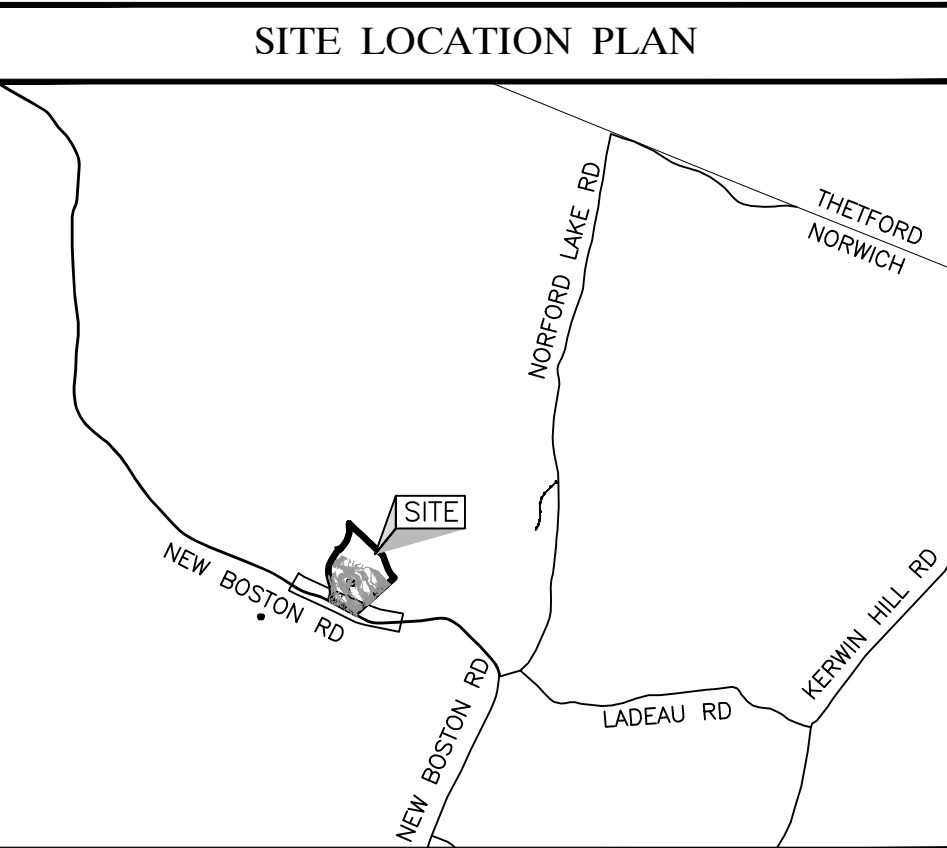 SITE LOCATION PLAN
THETFORD
NORWICH
NORFORD LAKE RD
SITE
NEW BOSTON RD
KERWIN HILL RD
NEW BOSTON RD
LADEAU RD